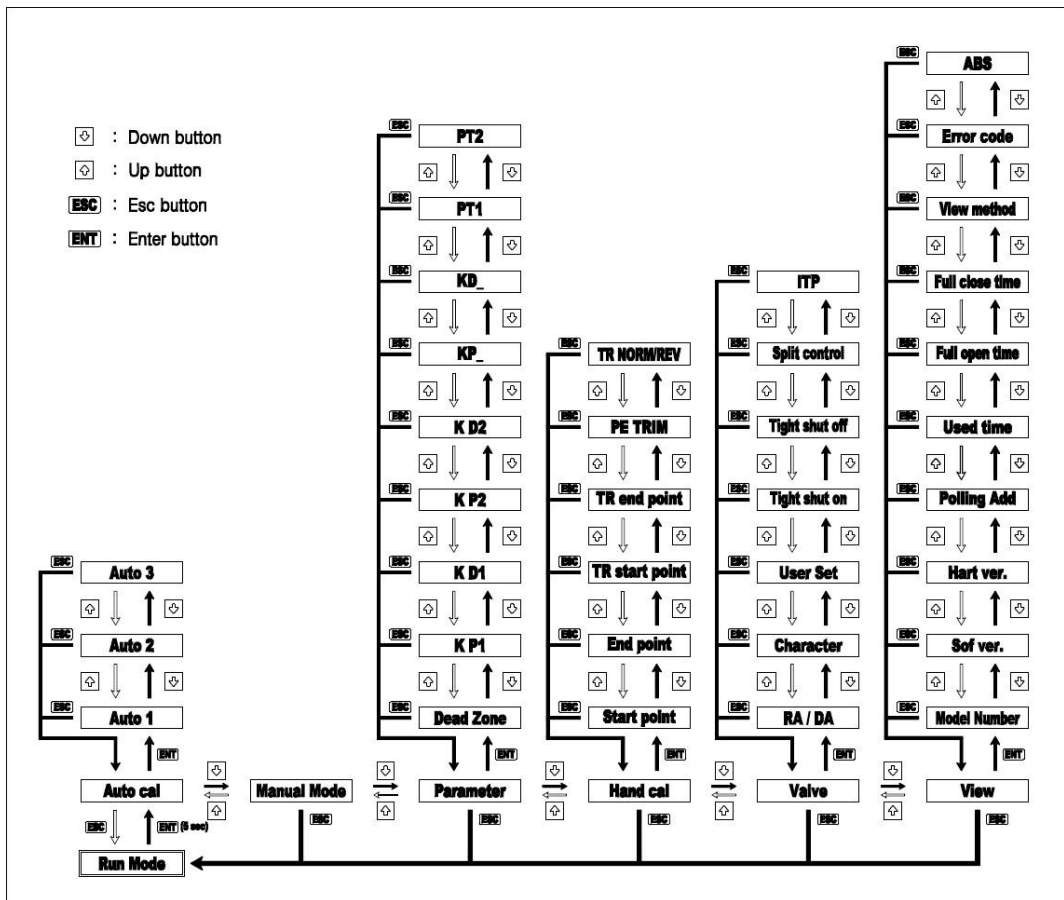 : Down button
: Up button
ESC : Esc button
ENT : Enter button
ESC PT2
ESC PT1
ESC KD_
ESC KP_
ESC K D2
ESC K P2
ESC K D1
ESC K P1
ESC Dead Zone
ENT
ESC TR NORM/REV
ESC PE TRIM
ESC TR end point
ESC TR start point
ESC End point
ESC Start point
ENT
ESC ITP
ESC Split control
ESC Tight shut off
ESC Tight shut on
ESC User Set
ESC Character
ESC RA / DA
ENT
ESC ABS
ESC Error code
ESC View method
ESC Full close time
ESC Full open time
ESC Used time
ESC Polling Add
ESC Hart ver.
ESC Sof ver.
ESC Model Number
ENT
ESC Auto 3
ESC Auto 2
ESC Auto 1
ENT
Auto cal Manual Mode Parameter Hand cal Valve View
ESC ENT (5 sec) ESC ESC ESC ESC ESC
Run Mode